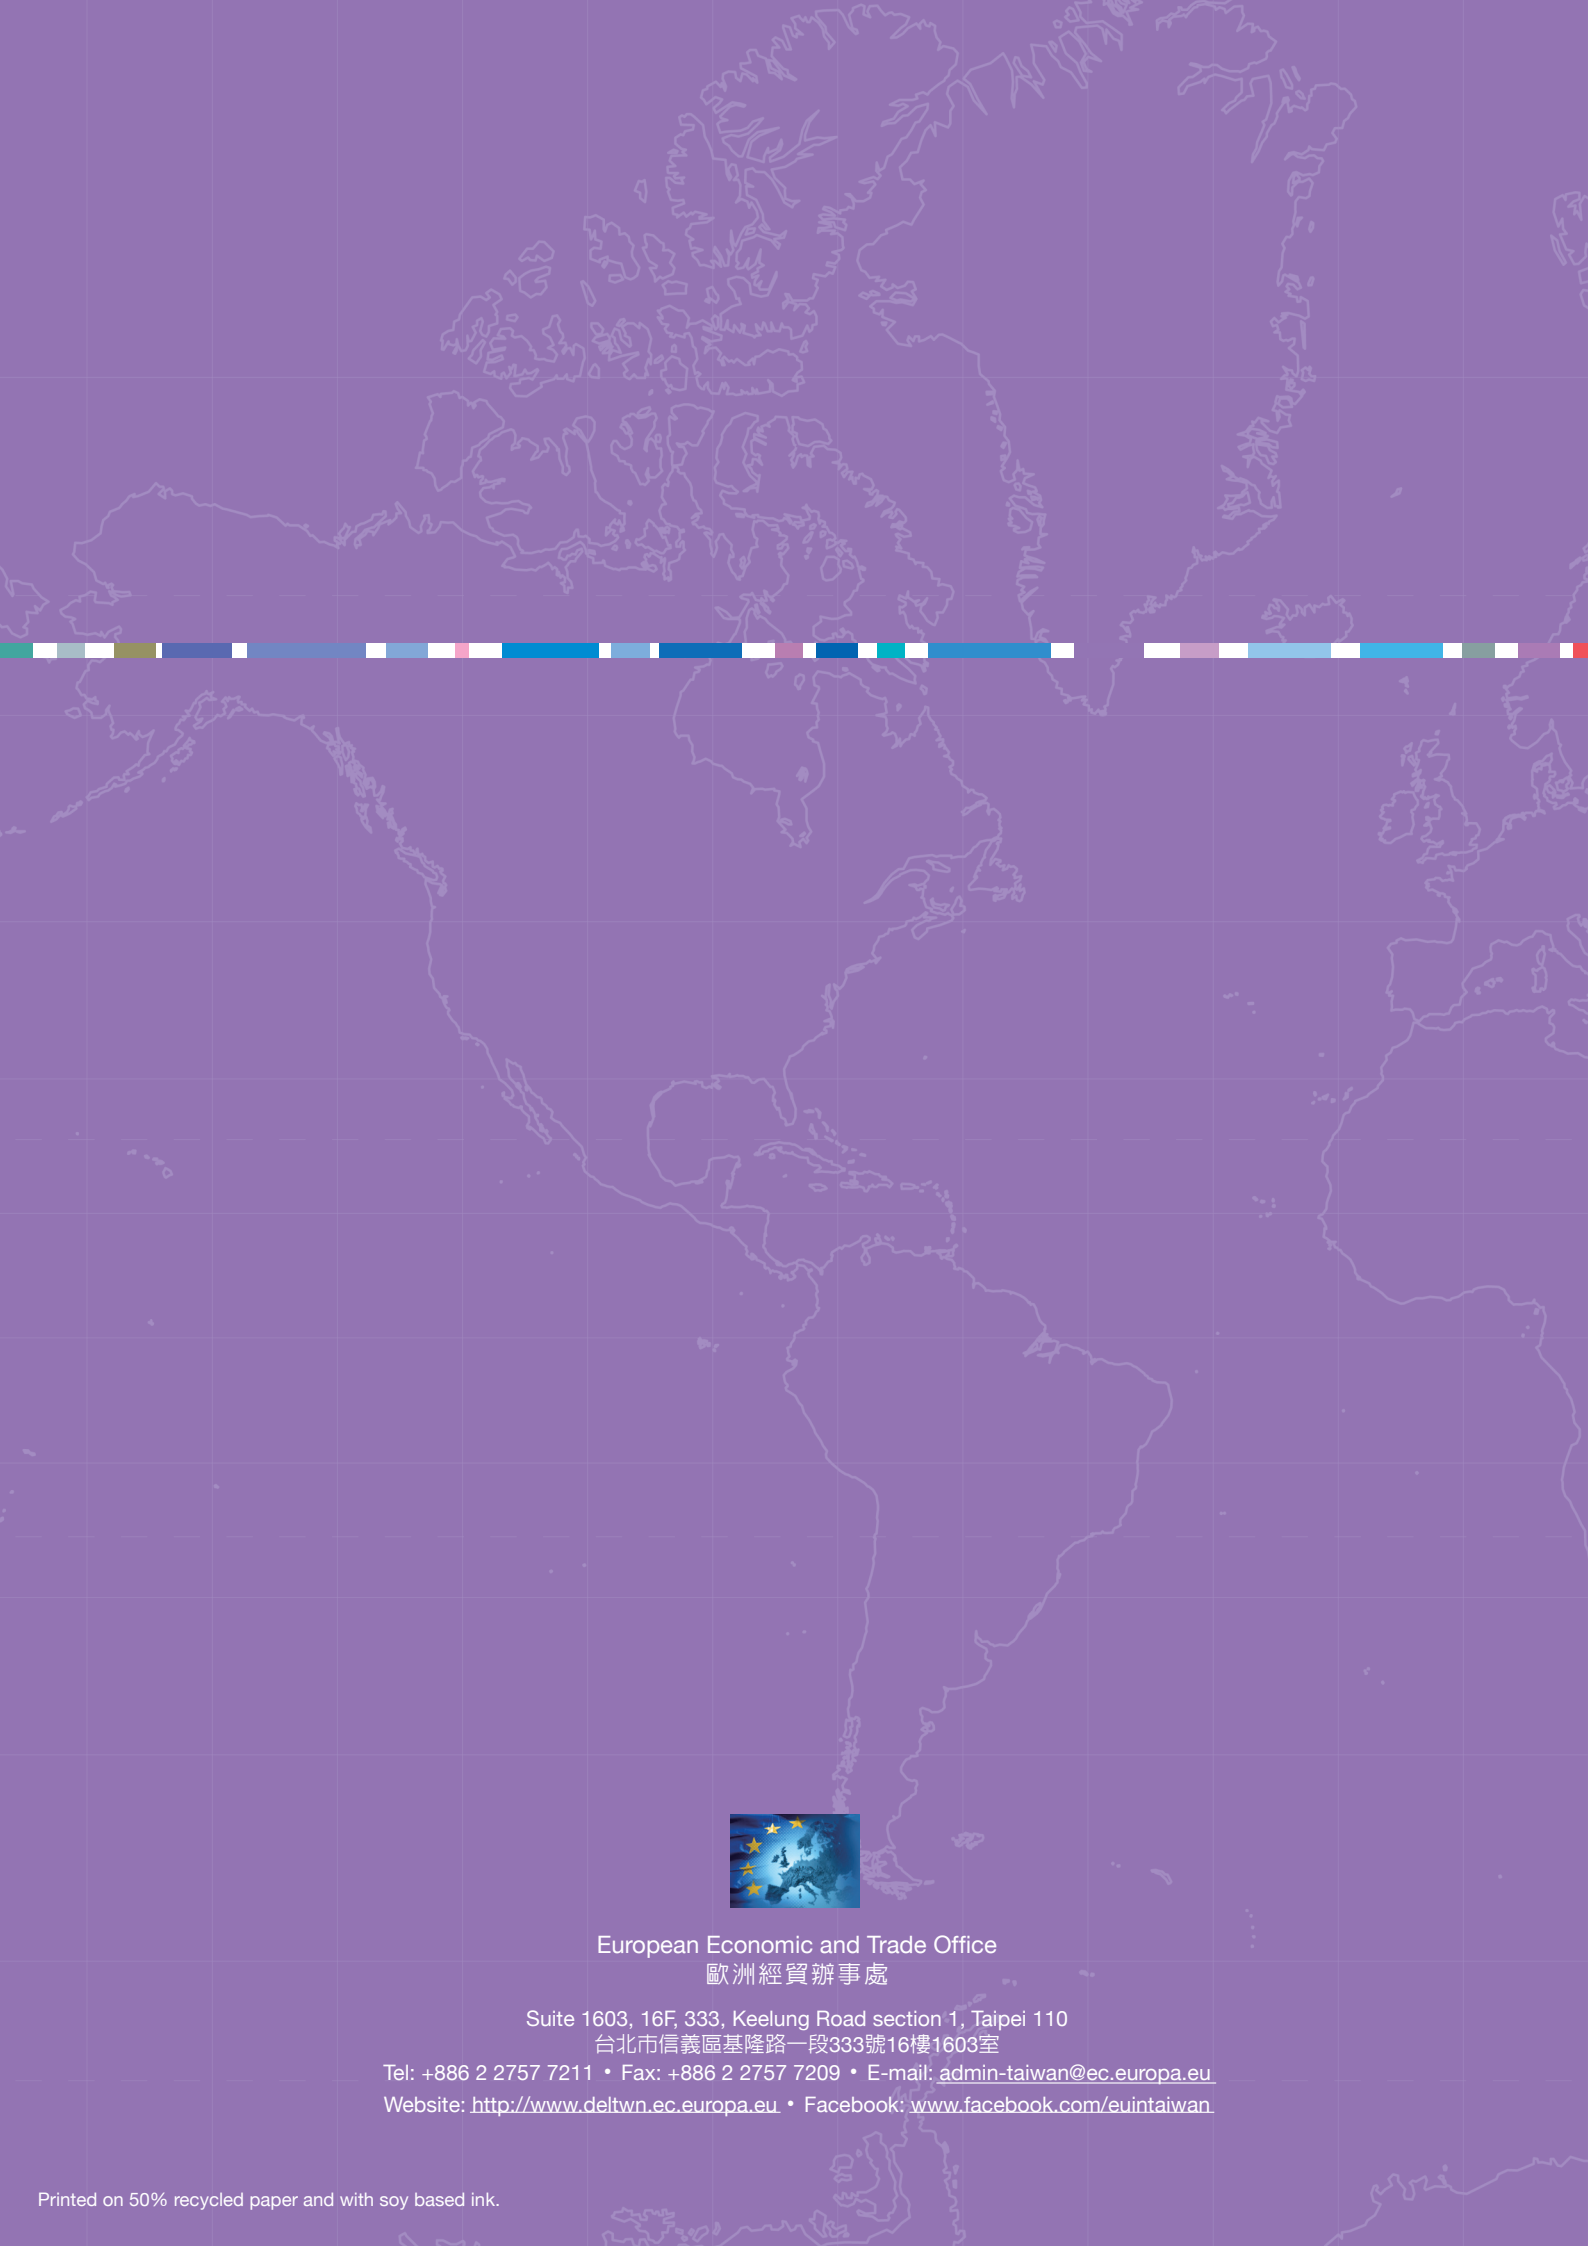 European Economic and Trade Office
歐洲經貿辦事處
Suite 1603, 16F, 333, Keelung Road section 1, Taipei 110
台北市信義區基隆路一段333號16樓1603室
Tel: +886 2 2757 7211 • Fax: +886 2 2757 7209 • E-mail: admin-taiwan@ec.europa.eu
Website: http://www.deltwn.ec.europa.eu • Facebook: www.facebook.com/euintaiwan
Printed on 50% recycled paper and with soy based ink.